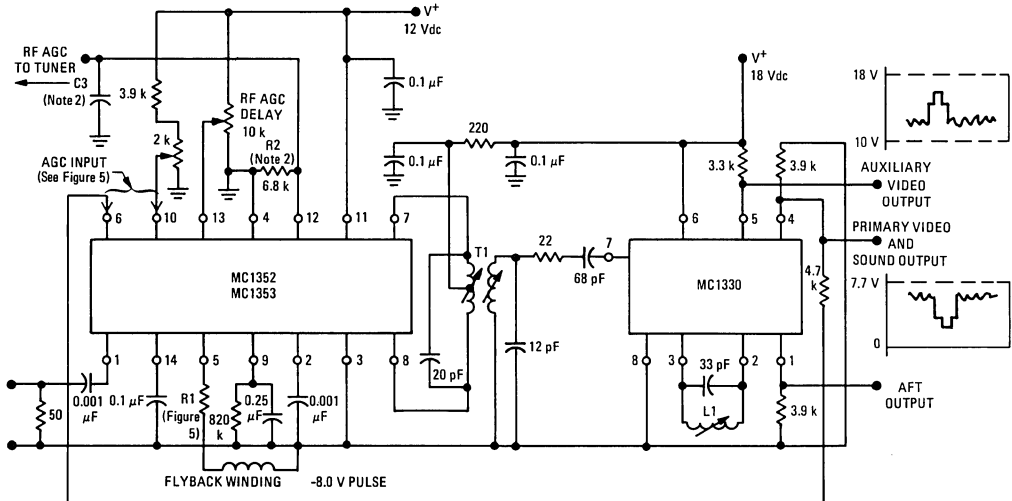 V+
12 Vdc
RF AGC
TO TUNER
C3
(Note 2)
3.9 k
2 k
RF AGC
DELAY
10 k
R2
(Note 2)
6.8 k
0.1 µF
AGC INPUT
(See Figure 5)
0.1
µF
220
0.1 µF
V+
18 Vdc
3.3 k
3.9 k
18 V
10 V
AUXILIARY
VIDEO
OUTPUT
6
10
13
4
12
11
7
6
5
4
MC1352
MC1353
T1
22
68 pF
7
MC1330
4.7
k
PRIMARY VIDEO
AND
SOUND OUTPUT
7.7 V
0
1
14
5
9
2
3
8
20 pF
12 pF
8
3
33 pF
2
1
L1
3.9 k
AFT
OUTPUT
50
0.001
µF
0.1 µF
R1
(Figure
5)
820
k
0.25
µF
0.001
µF
FLYBACK WINDING
-8.0 V PULSE